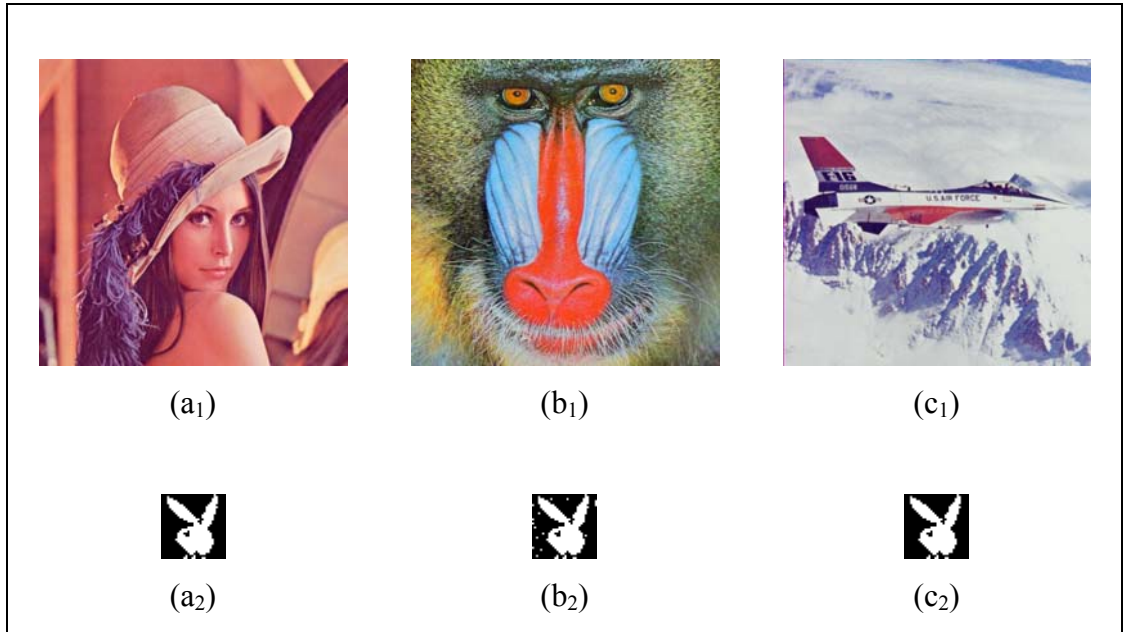 F16
U.S. AIR FORCE
(a₁) (b₁) (c₁)
(a₂) (b₂) (c₂)